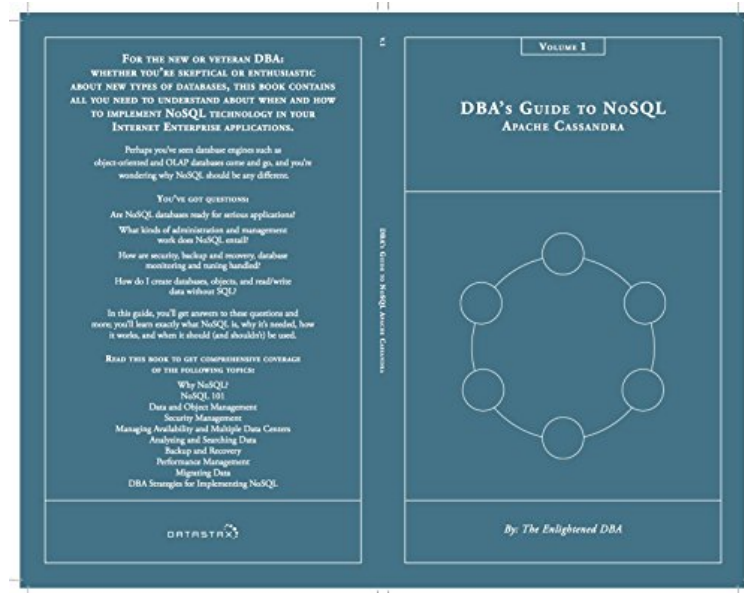 FOR THE NEW OR VETERAN DBA:
WHETHER YOU'RE SKEPTICAL OR ENTHUSIASTIC
ABOUT NEW TYPES OF DATABASES, THIS BOOK CONTAINS
ALL YOU NEED TO UNDERSTAND ABOUT WHEN AND HOW
TO IMPLEMENT NOSQL TECHNOLOGY IN YOUR
INTERNET ENTERPRISE APPLICATIONS.
Perhaps you've seen database engines such as
object-oriented and OLAP databases come and go, and you're
wondering why NoSQL should be any different.
YOU'VE GOT QUESTIONS:
Are NoSQL databases ready for serious applications?
What kinds of administration and management
work does NoSQL entail?
How are security, backup and recovery, database
monitoring and tuning handled?
How do I create databases, objects, and read/write
data without SQL?
In this guide, you'll get answers to these questions and
more; you'll learn exactly what NoSQL is, why it's needed, how
it works, and when it should (and shouldn't) be used.
READ THIS BOOK TO GET COMPREHENSIVE COVERAGE
OF THE FOLLOWING TOPICS:
Why NoSQL?
NoSQL 101
Data and Object Management
Security Management
Managing Availability and Multiple Data Centers
Analyzing and Searching Data
Backup and Recovery
Performance Management
Migrating Data
DBA Strategies for Implementing NoSQL
DATASTAX
V.1
DBA'S GUIDE TO NOSQL APACHE CASSANDRA
VOLUME 1
DBA'S GUIDE TO NOSQL
APACHE CASSANDRA
By: The Enlightened DBA